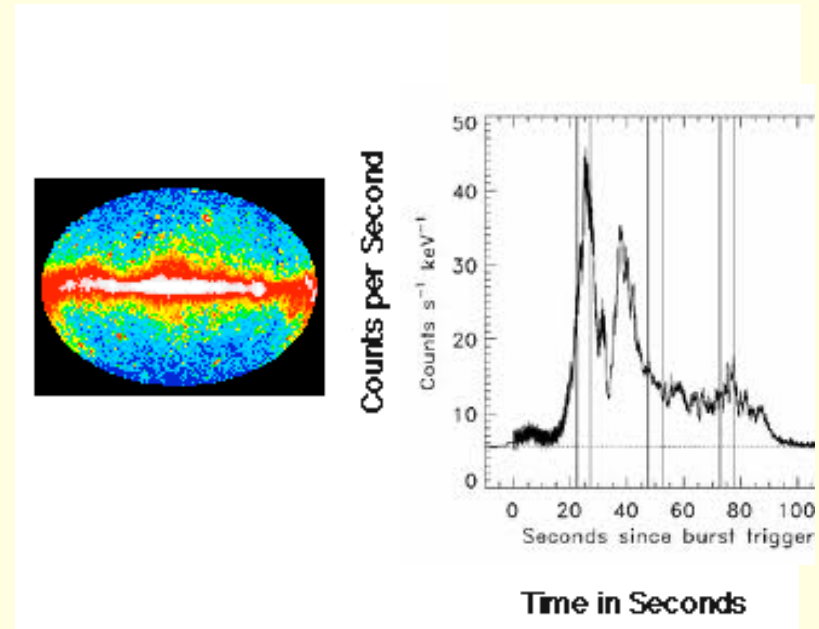 Counts per Second
Counts s⁻¹ keV⁻¹
50
40
30
20
10
0
0 20 40 60 80 100
Seconds since burst trigger
Time in Seconds